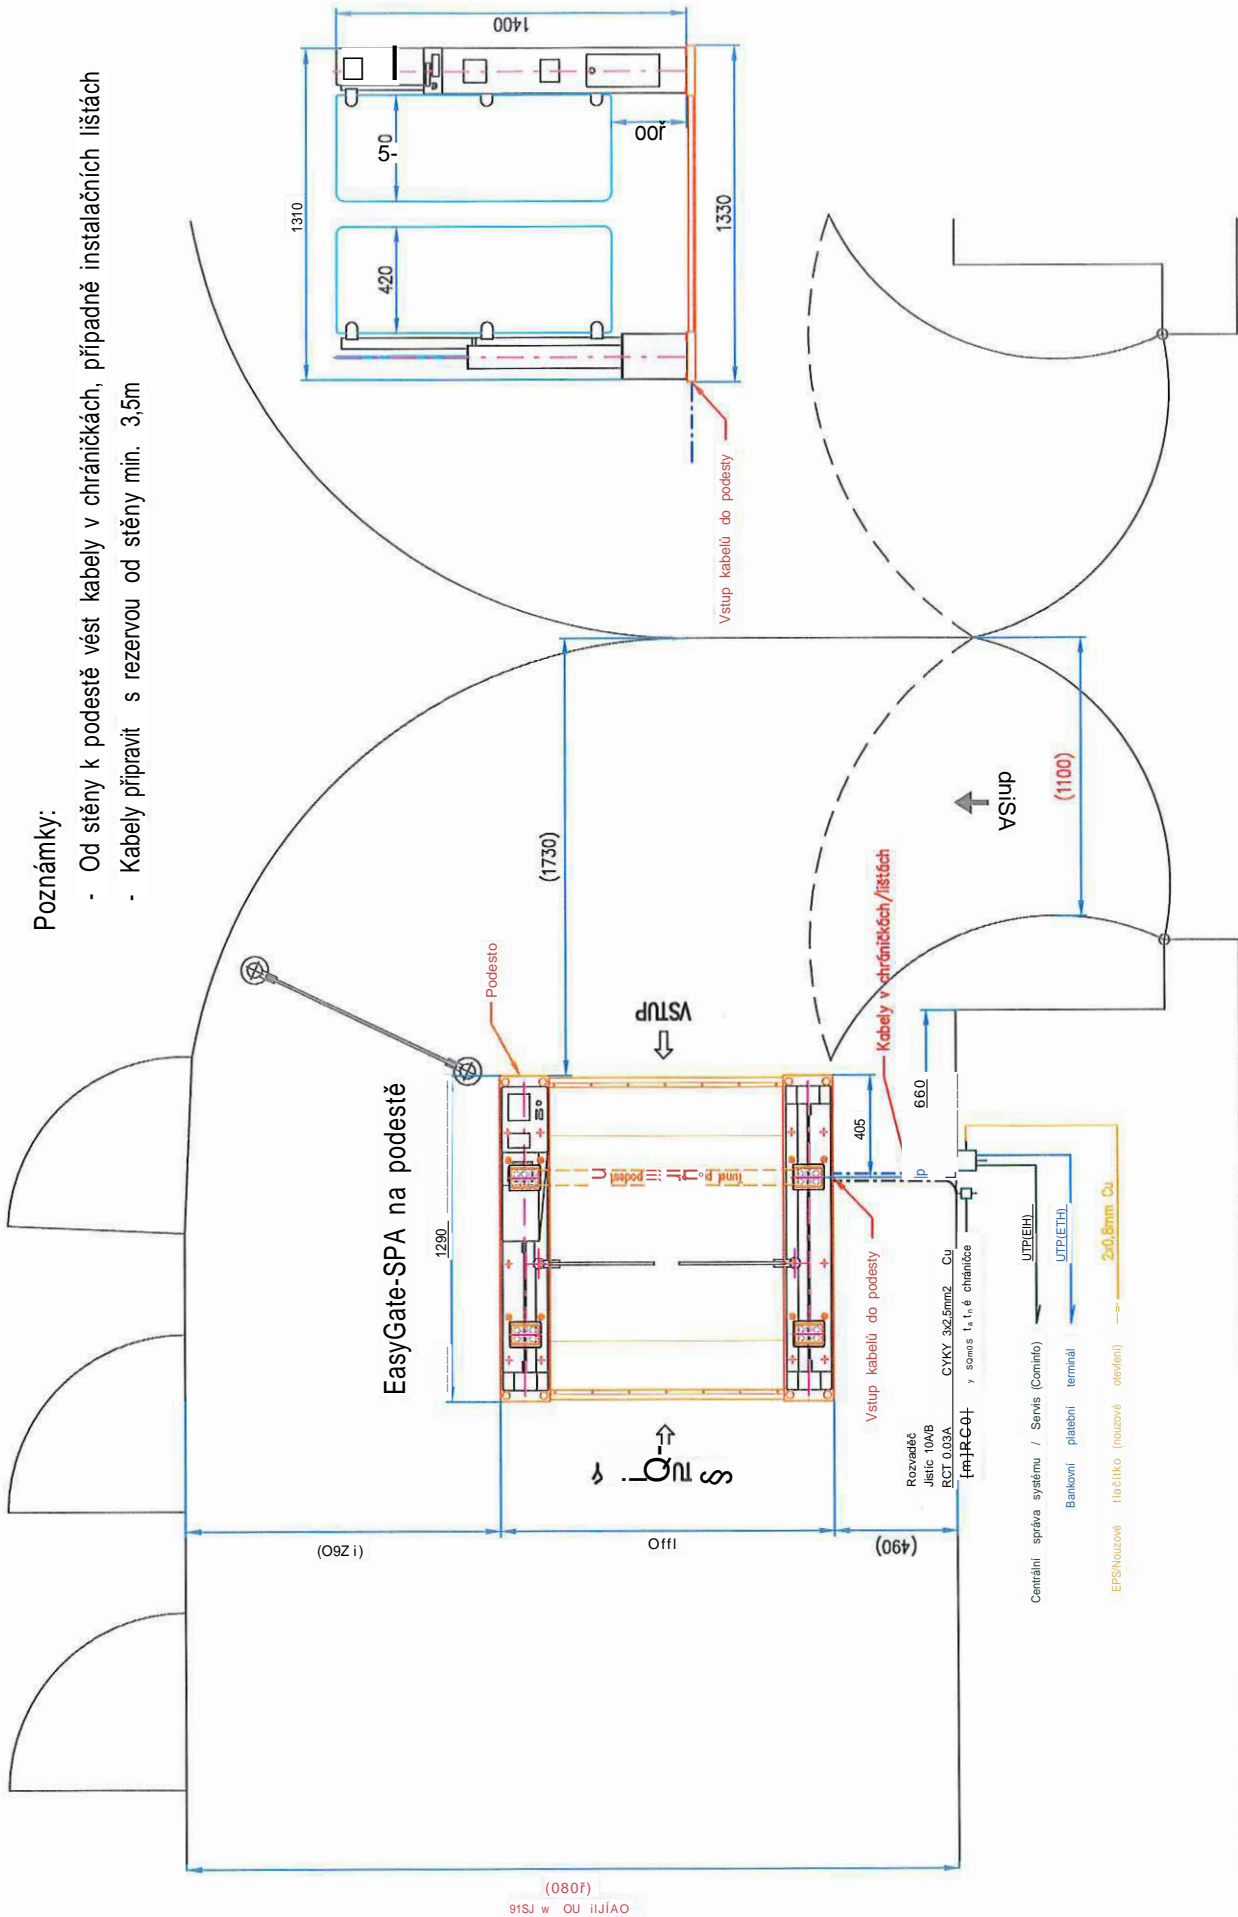 Poznámky:
- Od stěny k podestě vést kabely v chráničkách, případně instalačních lištách
- Kabely připravit s rezervou od stěny min. 3,5m
1400
1310
420
1330
Vstup kabelů do podesty
(1730)
(1100)
VSTUP
Podesto
EasyGate-SPA na podestě
1290
Kabely v chráničkách/lištách
405
660
Vstup kabelů do podesty
(490)
Rozvaděč
Jistíc 10A/B
RCT 0.03A
CYKY 3x2,5mm2 Cu
UTP(EIH)
UTP(ETH)
2x0,8mm Cu
Centrální správa systému / Servis (Cominfo)
Bankovní platební terminál
EPS/Nouzové tlačítko (nouzové otevření)